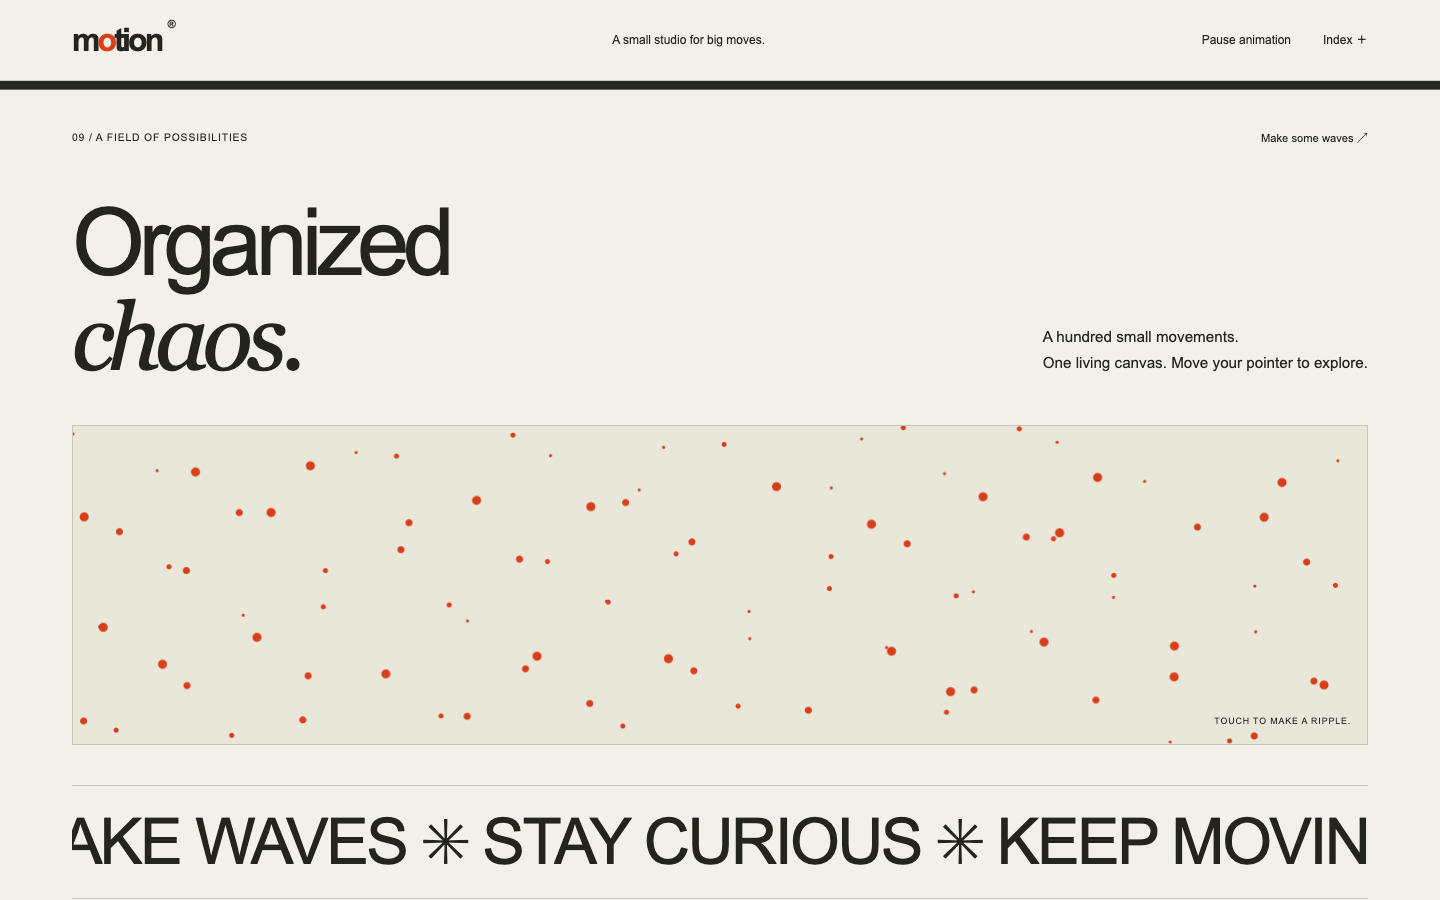 motion®
A small studio for big moves.
Pause animation
Index +
09 / A FIELD OF POSSIBILITIES
Make some waves ↗
Organized
chaos.
A hundred small movements.
One living canvas. Move your pointer to explore.
TOUCH TO MAKE A RIPPLE.
AKE WAVES ✳ STAY CURIOUS ✳ KEEP MOVIN